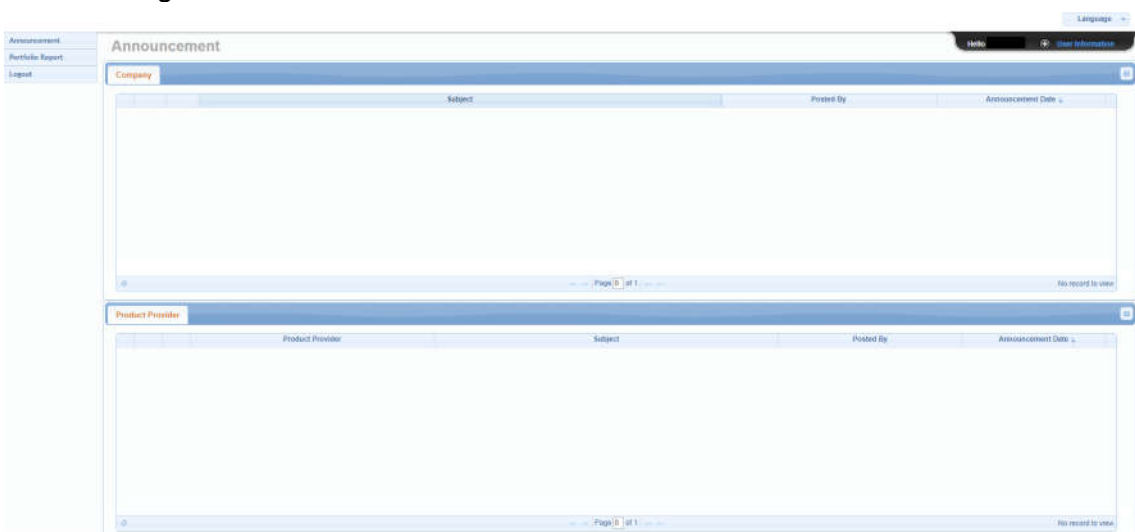 Language
Announcement
Portfolio Report
Logout
Announcement
Hello User Information
Company
Subject Posted By Announcement Date
Page 0 of 1
No record to view
Product Provider
Product Provider Subject Posted By Announcement Date
Page 0 of 1
No record to view